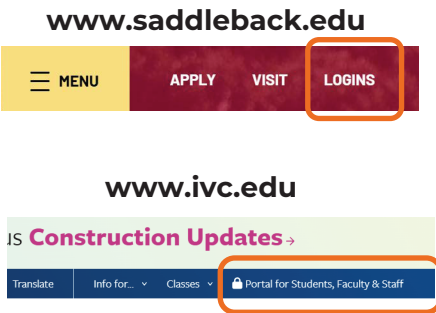 www.saddleback.edu
MENU APPLY VISIT LOGINS
www.ivc.edu
us Construction Updates →
Translate Info for... Classes Portal for Students, Faculty & Staff